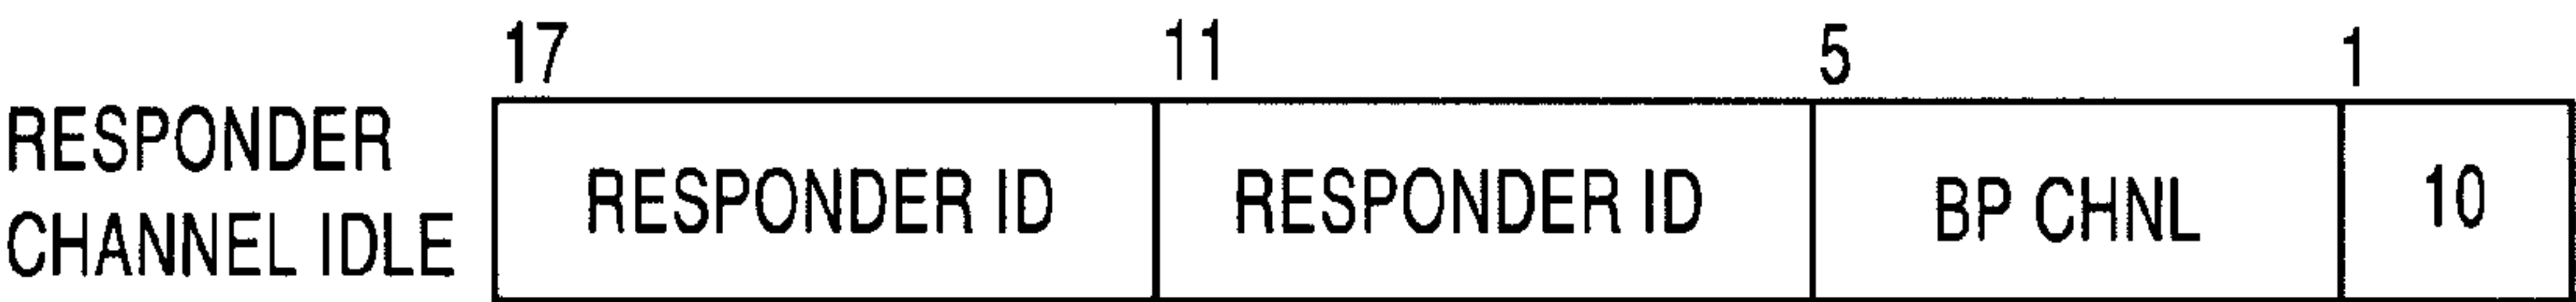 17 11 5 1
RESPONDER
CHANNEL IDLE
RESPONDER ID RESPONDER ID BP CHNL 10